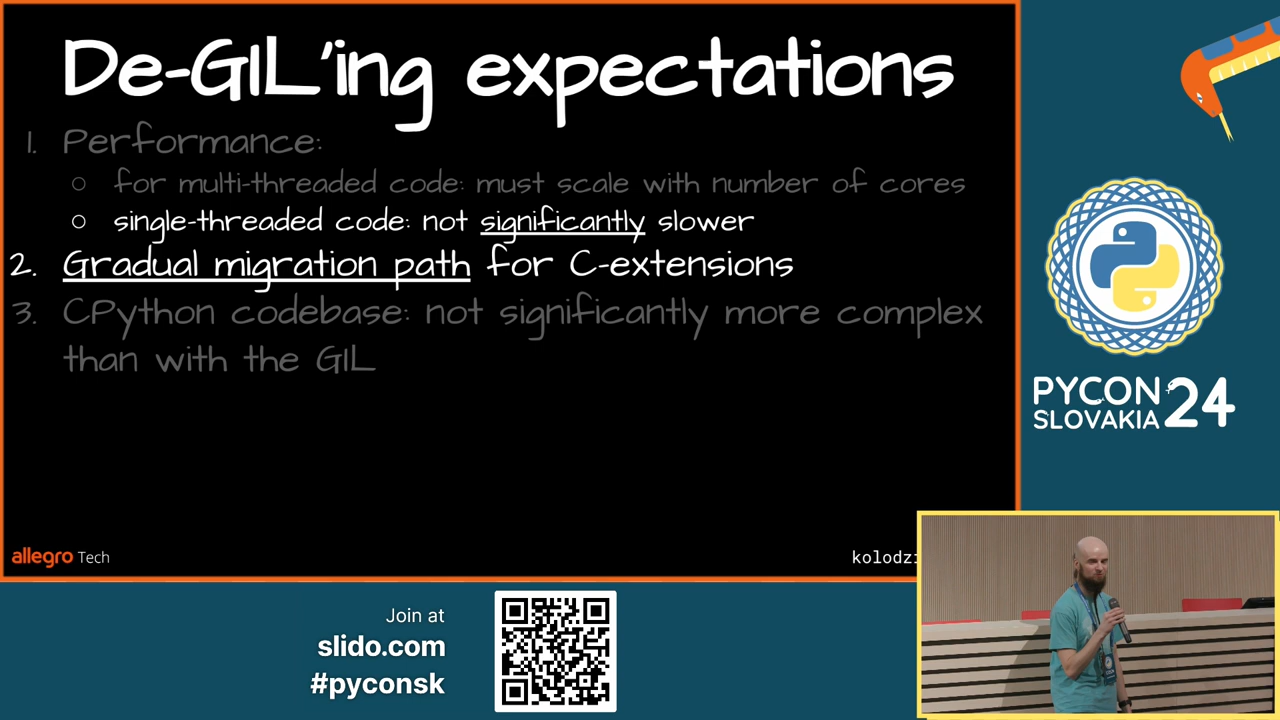 De-GIL'ing expectations
1. Performance:
○ for multi-threaded code: must scale with number of cores
○ single-threaded code: not significantly slower
2. Gradual migration path for C-extensions
3. CPython codebase: not significantly more complex
than with the GIL
allegro Tech
PYCON
SLOVAKIA
24
Join at
slido.com
#pyconsk